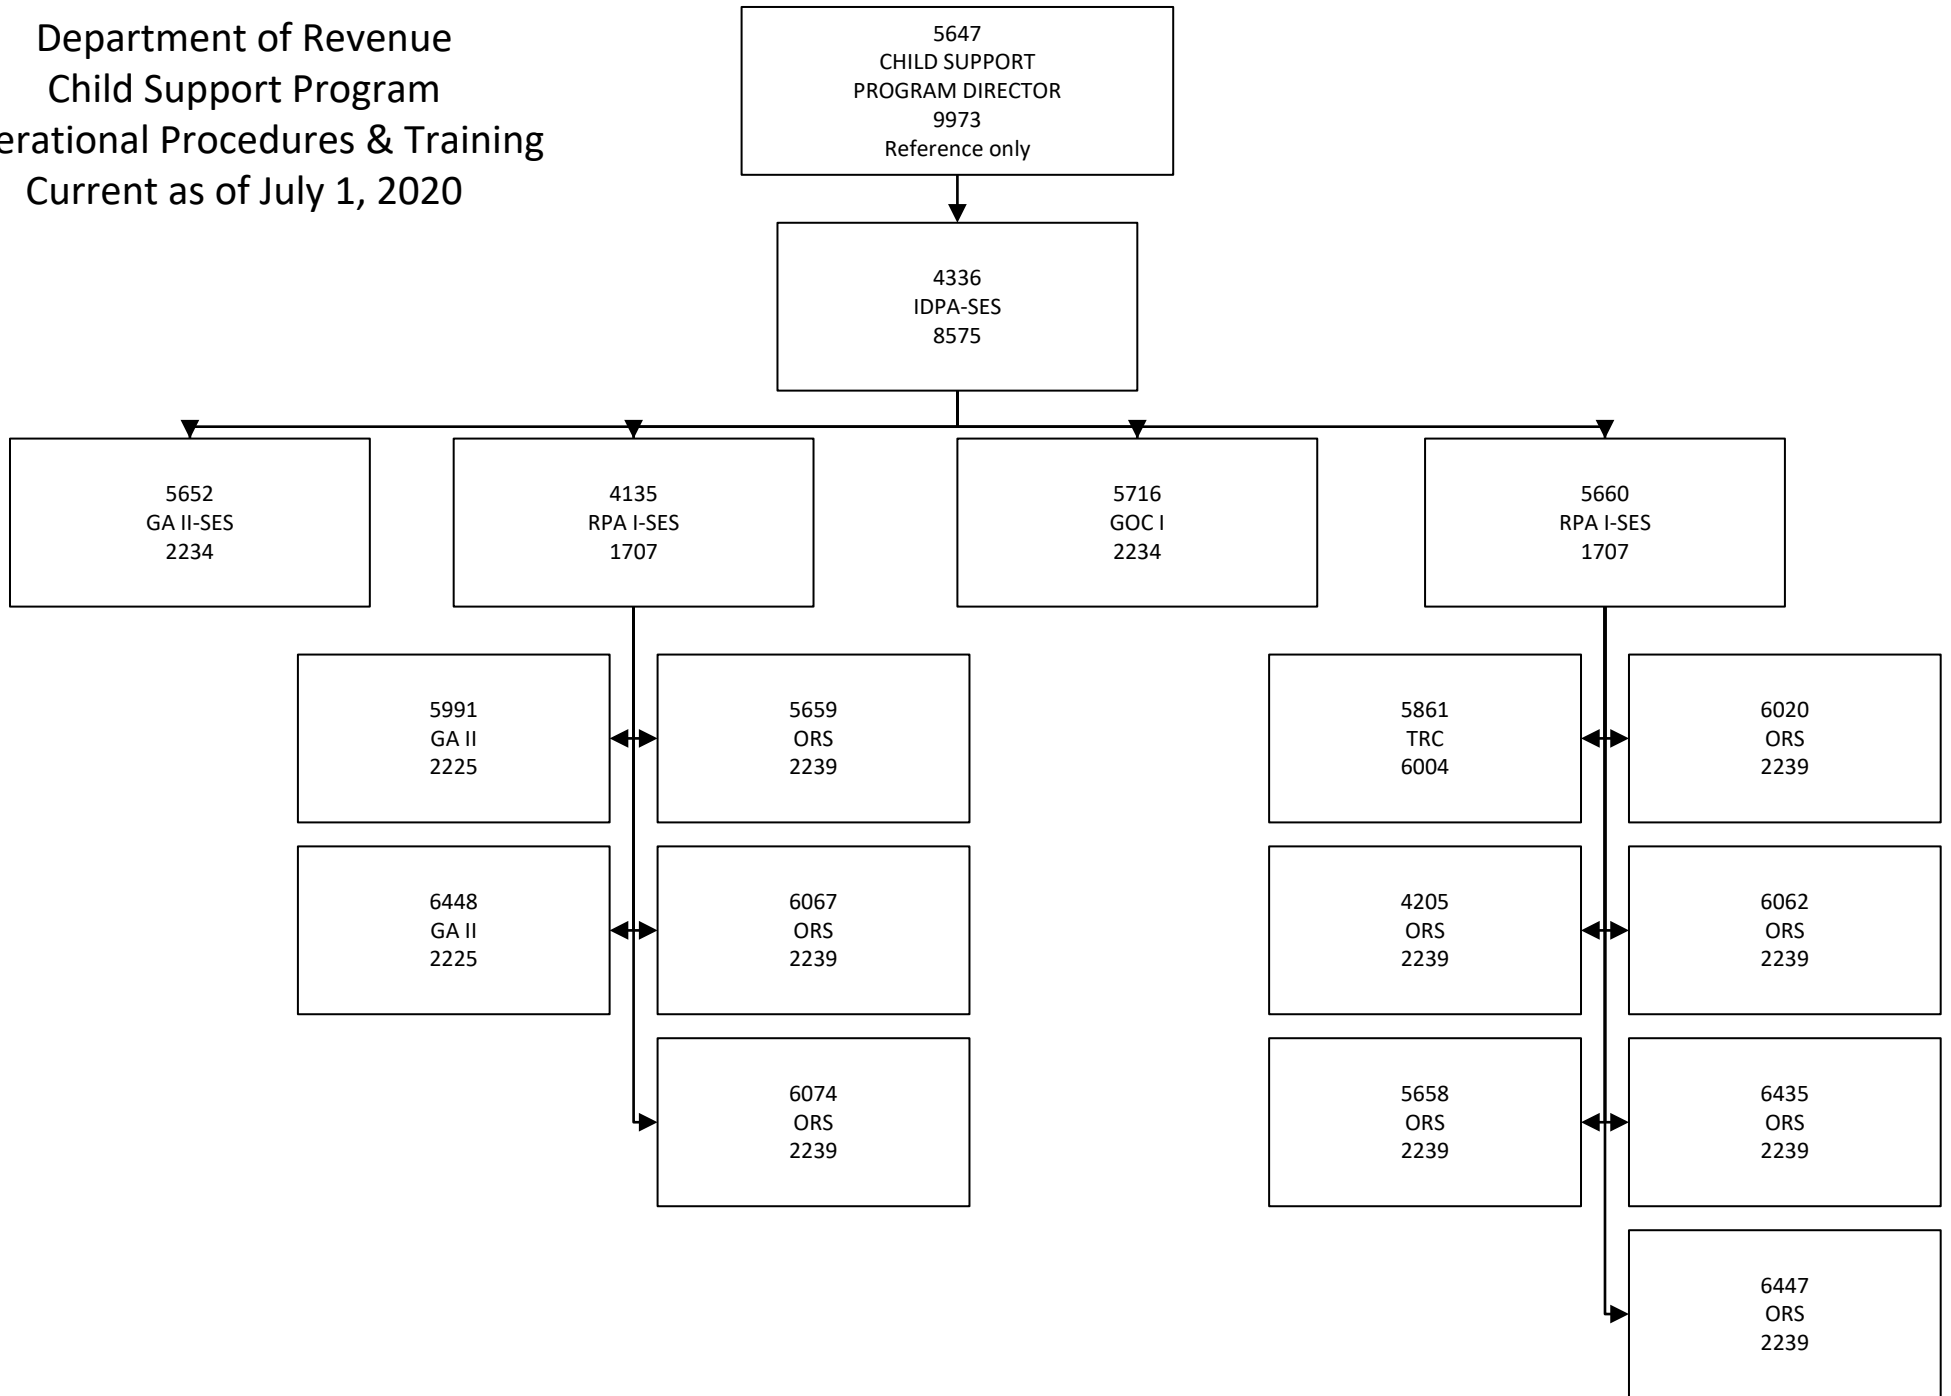 Department of Revenue
Child Support Program
erational Procedures & Training
Current as of July 1, 2020
5647
CHILD SUPPORT
PROGRAM DIRECTOR
9973
Reference only
4336
IDPA-SES
8575
5652
GA II-SES
2234
4135
RPA I-SES
1707
5716
GOC I
2234
5660
RPA I-SES
1707
5991
GA II
2225
5659
ORS
2239
6448
GA II
2225
6067
ORS
2239
6074
ORS
2239
5861
TRC
6004
6020
ORS
2239
4205
ORS
2239
6062
ORS
2239
5658
ORS
2239
6435
ORS
2239
6447
ORS
2239